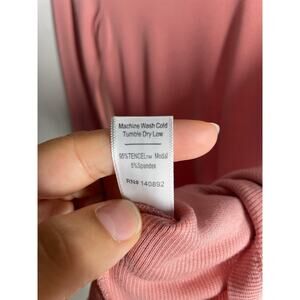 Machine Wash Cold
Tumble Dry Low
95%TENCEL™ Modal
5%Spandex
RN# 140892